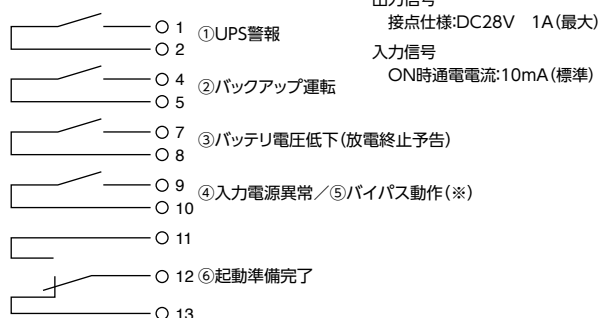 出力信号
接点仕様:DC28V 1A(最大)
入力信号
ON時通電電流:10mA(標準)
1
2
①UPS警報
4
5
②バックアップ運転
7
8
③バッテリ電圧低下(放電終止予告)
9
10
④入力電源異常/⑤バイパス動作(※)
11
12 ⑥起動準備完了
13